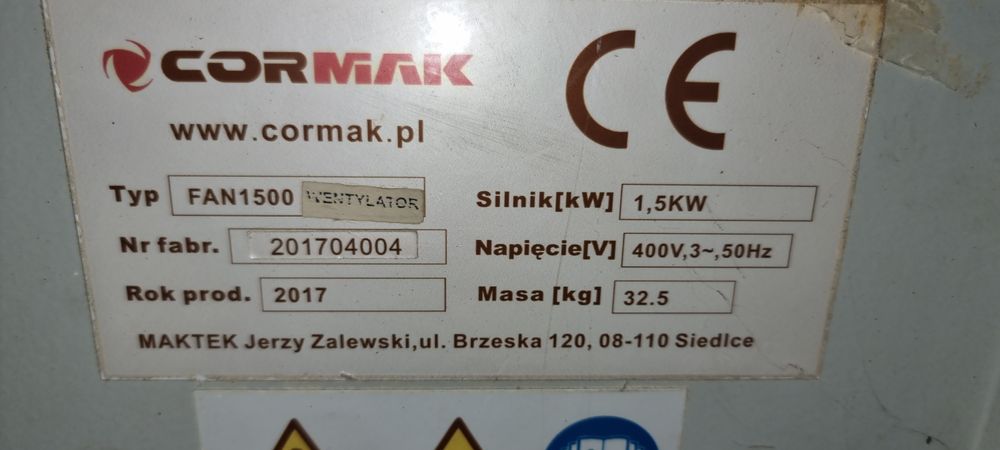 CORMAK
CE
www.cormak.pl
Typ FAN1500 WENTYLATOR
Silnik[kW] 1,5KW
Nr fabr. 201704004
Napięcie[V] 400V,3~,50Hz
Rok prod. 2017
Masa [kg] 32.5
MAKTEK Jerzy Zalewski,ul. Brzeska 120, 08-110 Siedlce